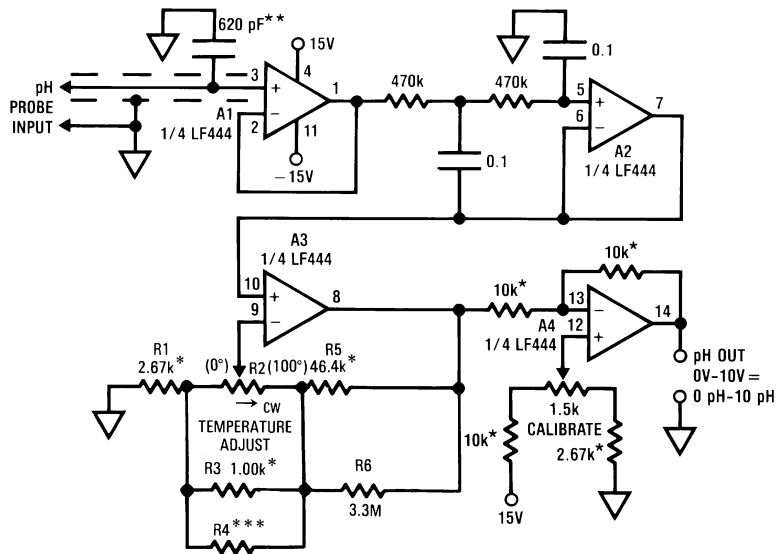 620 pF**
15V
pH
PROBE
INPUT
3
4
+
1
A1
−
2
11
1/4 LF444
−15V
470k
470k
0.1
0.1
5
+
7
6
−
A2
1/4 LF444
A3
1/4 LF444
10
+
8
9
−
10k*
10k*
13
−
14
A4
12
+
1/4 LF444
pH OUT
0V-10V =
0 pH-10 pH
R1
2.67k*
(0°)
R2
(100°)
R5
46.4k*
→ CW
TEMPERATURE
ADJUST
R3 1.00k*
R4***
R6
3.3M
10k*
1.5k
CALIBRATE
2.67k*
15V